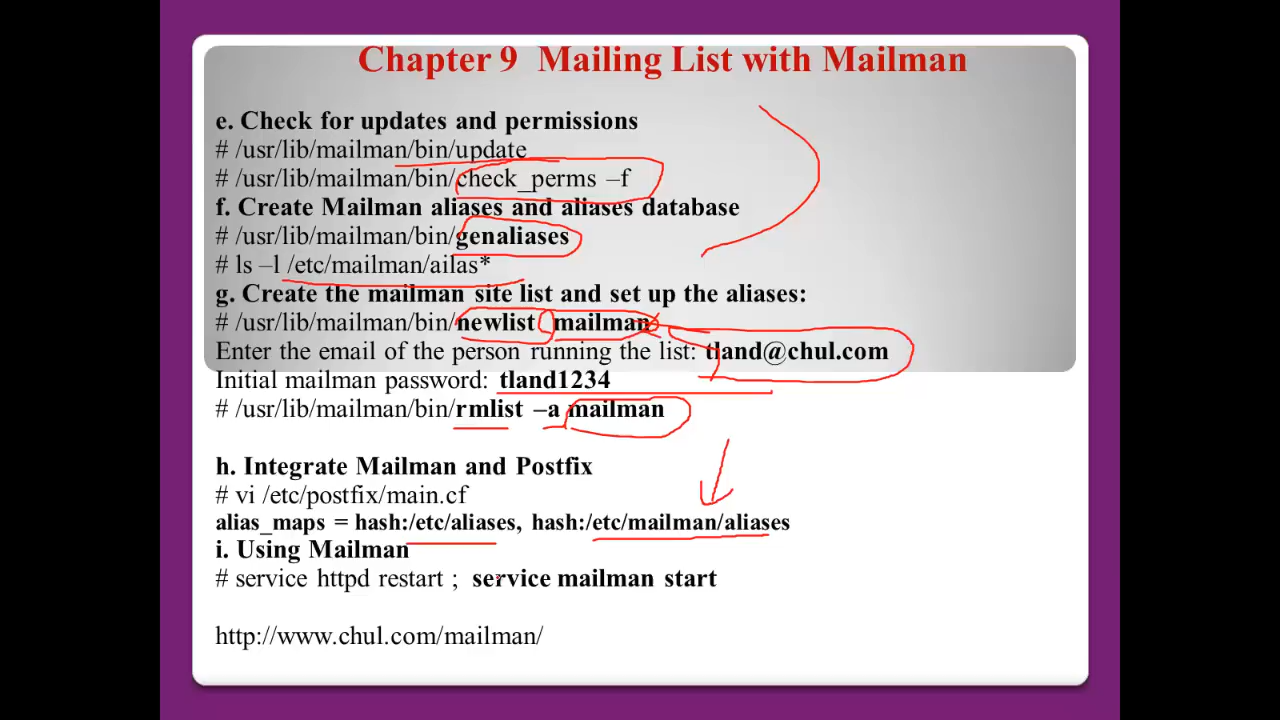 Chapter 9 Mailing List with Mailman
e. Check for updates and permissions
# /usr/lib/mailman/bin/update
# /usr/lib/mailman/bin/check_perms –f
f. Create Mailman aliases and aliases database
# /usr/lib/mailman/bin/genaliases
# ls –l /etc/mailman/ailas*
g. Create the mailman site list and set up the aliases:
# /usr/lib/mailman/bin/newlist mailman
Enter the email of the person running the list: tland@chul.com
Initial mailman password: tland1234
# /usr/lib/mailman/bin/rmlist –a mailman
h. Integrate Mailman and Postfix
# vi /etc/postfix/main.cf
alias_maps = hash:/etc/aliases, hash:/etc/mailman/aliases
i. Using Mailman
# service httpd restart ; service mailman start
http://www.chul.com/mailman/